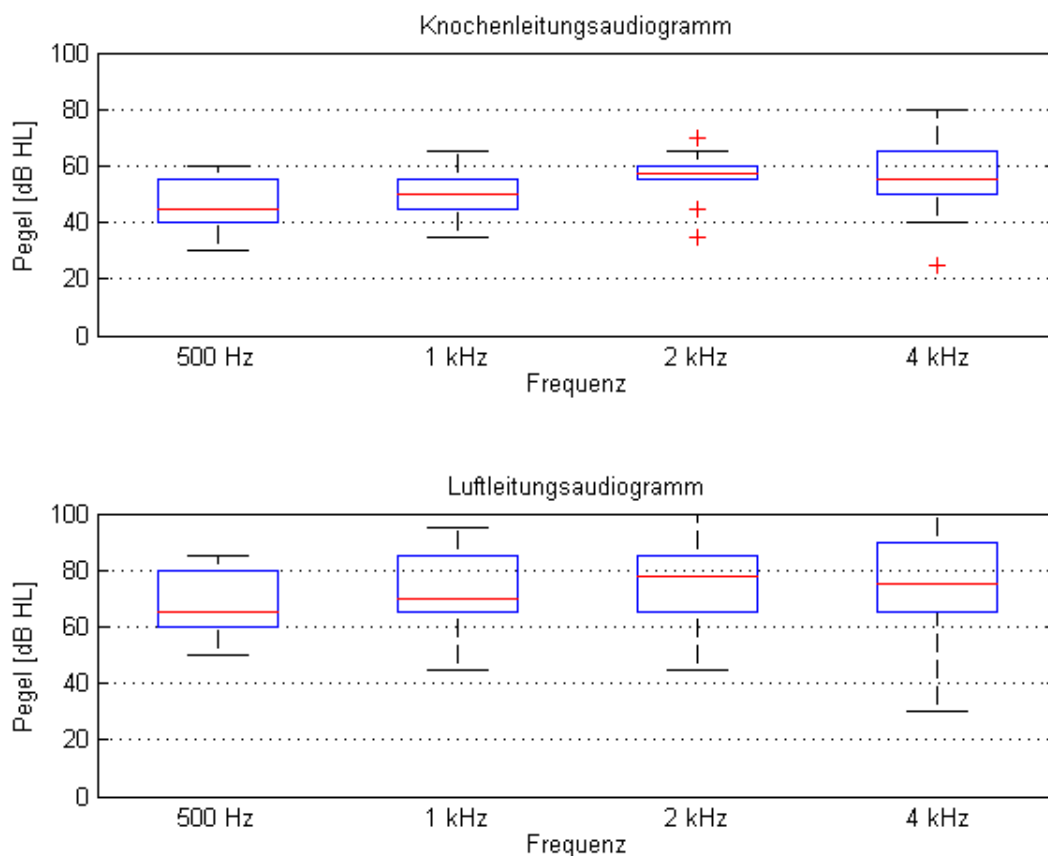 Knochenleitungsaudiogramm
100
80
60
40
20
0
Pegel [dB HL]
500 Hz 1 kHz 2 kHz 4 kHz
Frequenz
Luftleitungsaudiogramm
100
80
60
40
20
0
Pegel [dB HL]
500 Hz 1 kHz 2 kHz 4 kHz
Frequenz